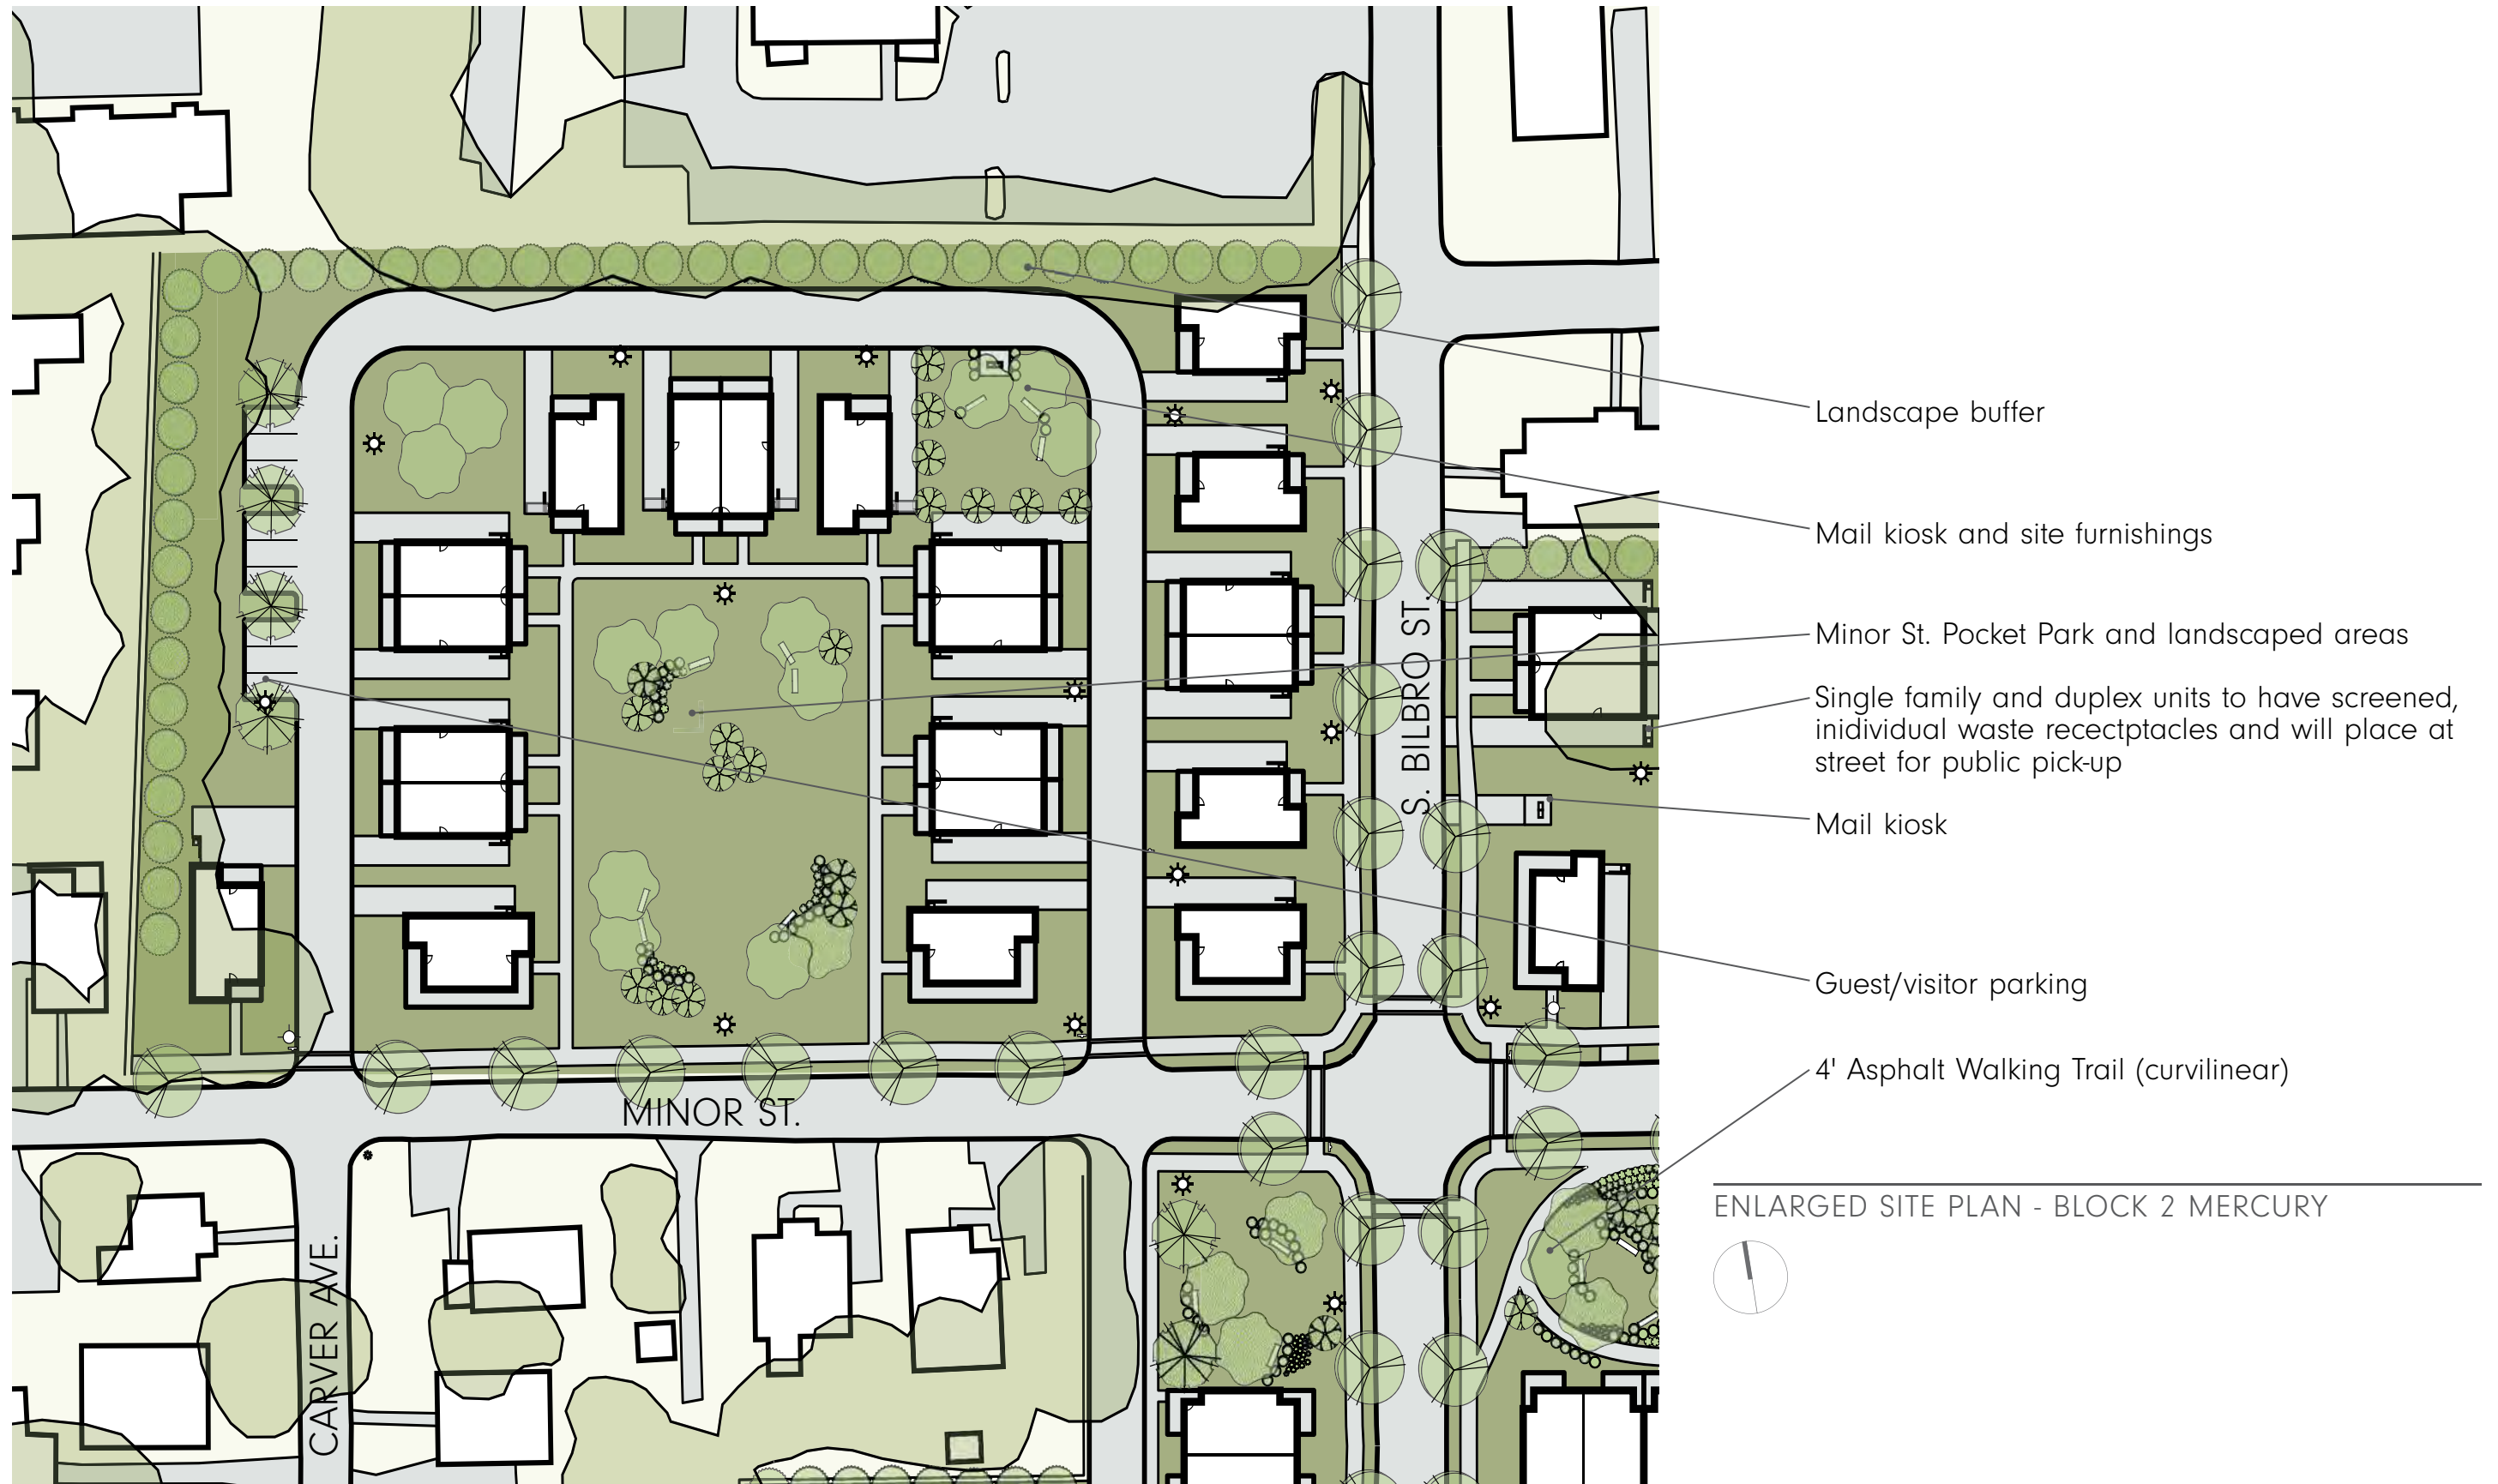 Landscape buffer
Mail kiosk and site furnishings
Minor St. Pocket Park and landscaped areas
Single family and duplex units to have screened,
inidividual waste recectptacles and will place at
street for public pick-up
Mail kiosk
Guest/visitor parking
4' Asphalt Walking Trail (curvilinear)
S. BILBRO ST.
MINOR ST.
CARVER AVE.
ENLARGED SITE PLAN - BLOCK 2 MERCURY